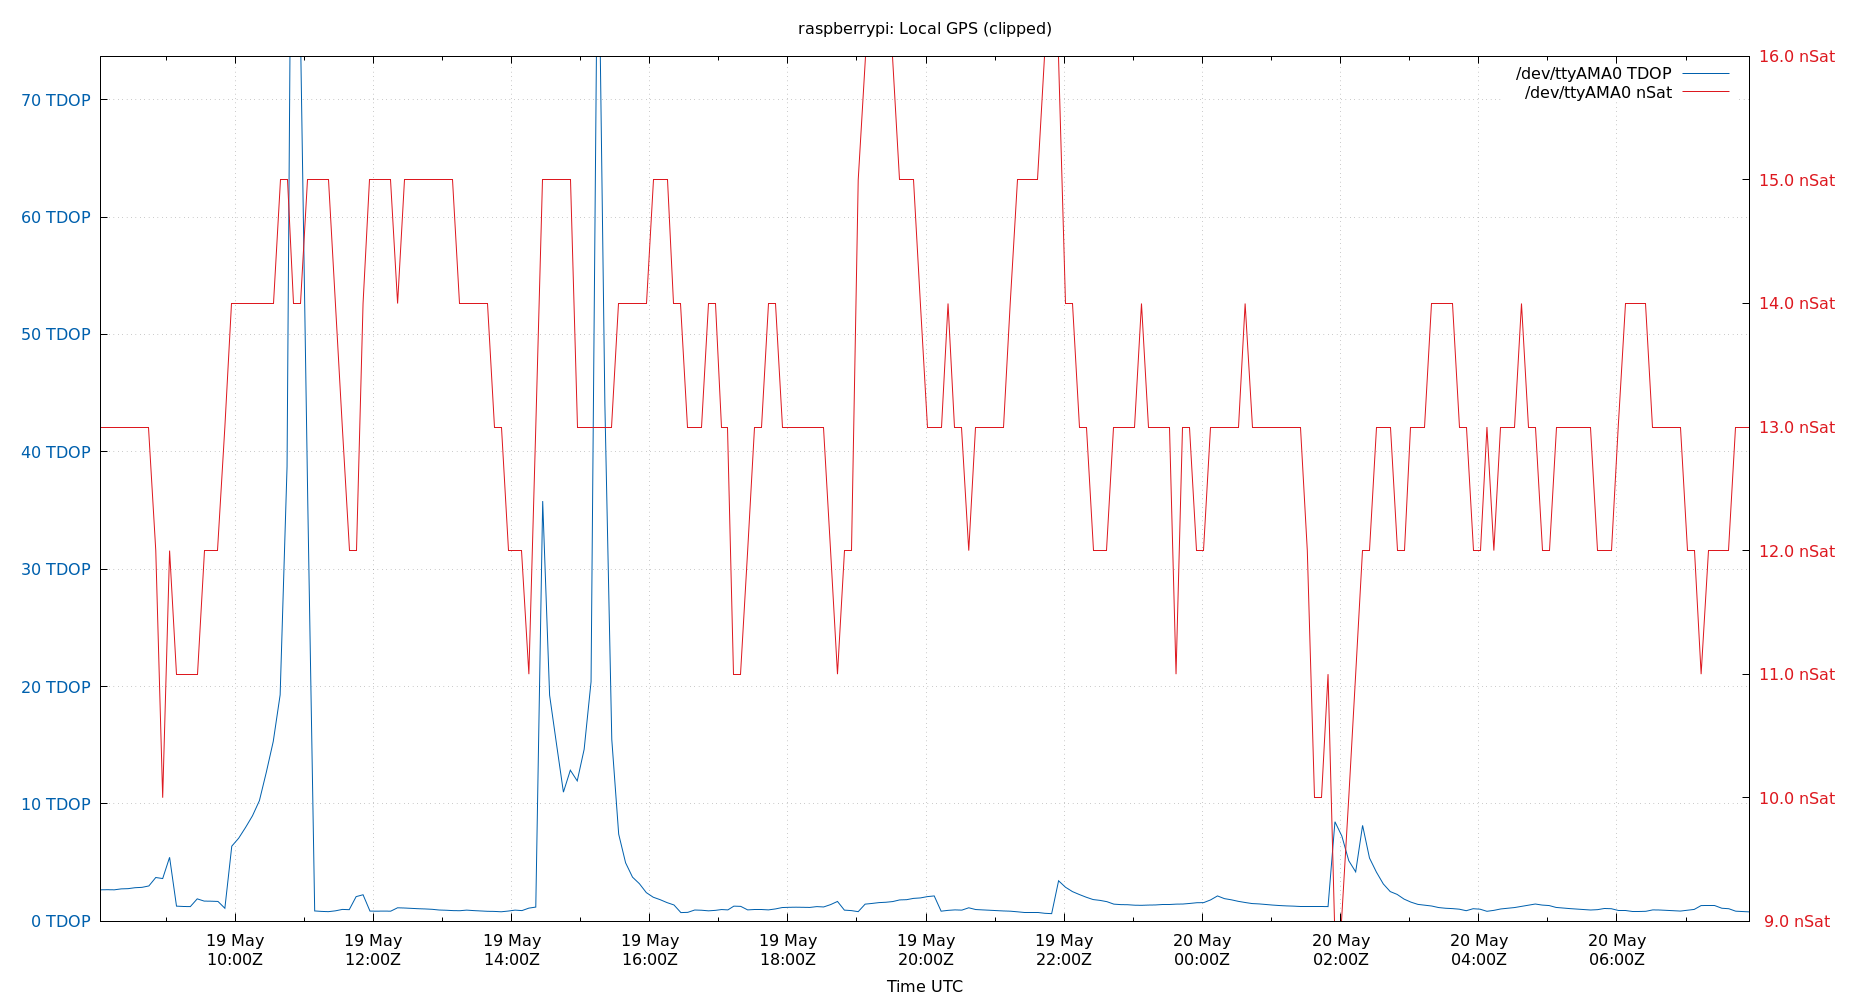 raspberrypi: Local GPS (clipped)
/dev/ttyAMA0 TDOP
/dev/ttyAMA0 nSat
70 TDOP
60 TDOP
50 TDOP
40 TDOP
30 TDOP
20 TDOP
10 TDOP
0 TDOP
16.0 nSat
15.0 nSat
14.0 nSat
13.0 nSat
12.0 nSat
11.0 nSat
10.0 nSat
9.0 nSat
19 May
10:00Z
19 May
12:00Z
19 May
14:00Z
19 May
16:00Z
19 May
18:00Z
19 May
20:00Z
19 May
22:00Z
20 May
00:00Z
20 May
02:00Z
20 May
04:00Z
20 May
06:00Z
Time UTC